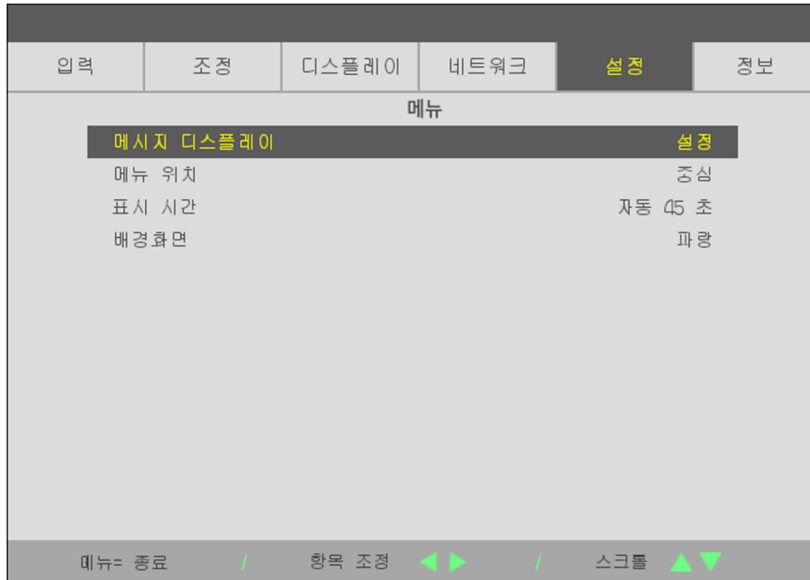 입력 조정 디스플레이 네트워크 설정 정보
메뉴
메시지 디스플레이 설정
메뉴 위치 중심
표시 시간 자동 45 초
배경화면 파랑
메뉴= 종료 / 항목 조정 ◀ ▶ / 스크롤 ▲ ▼